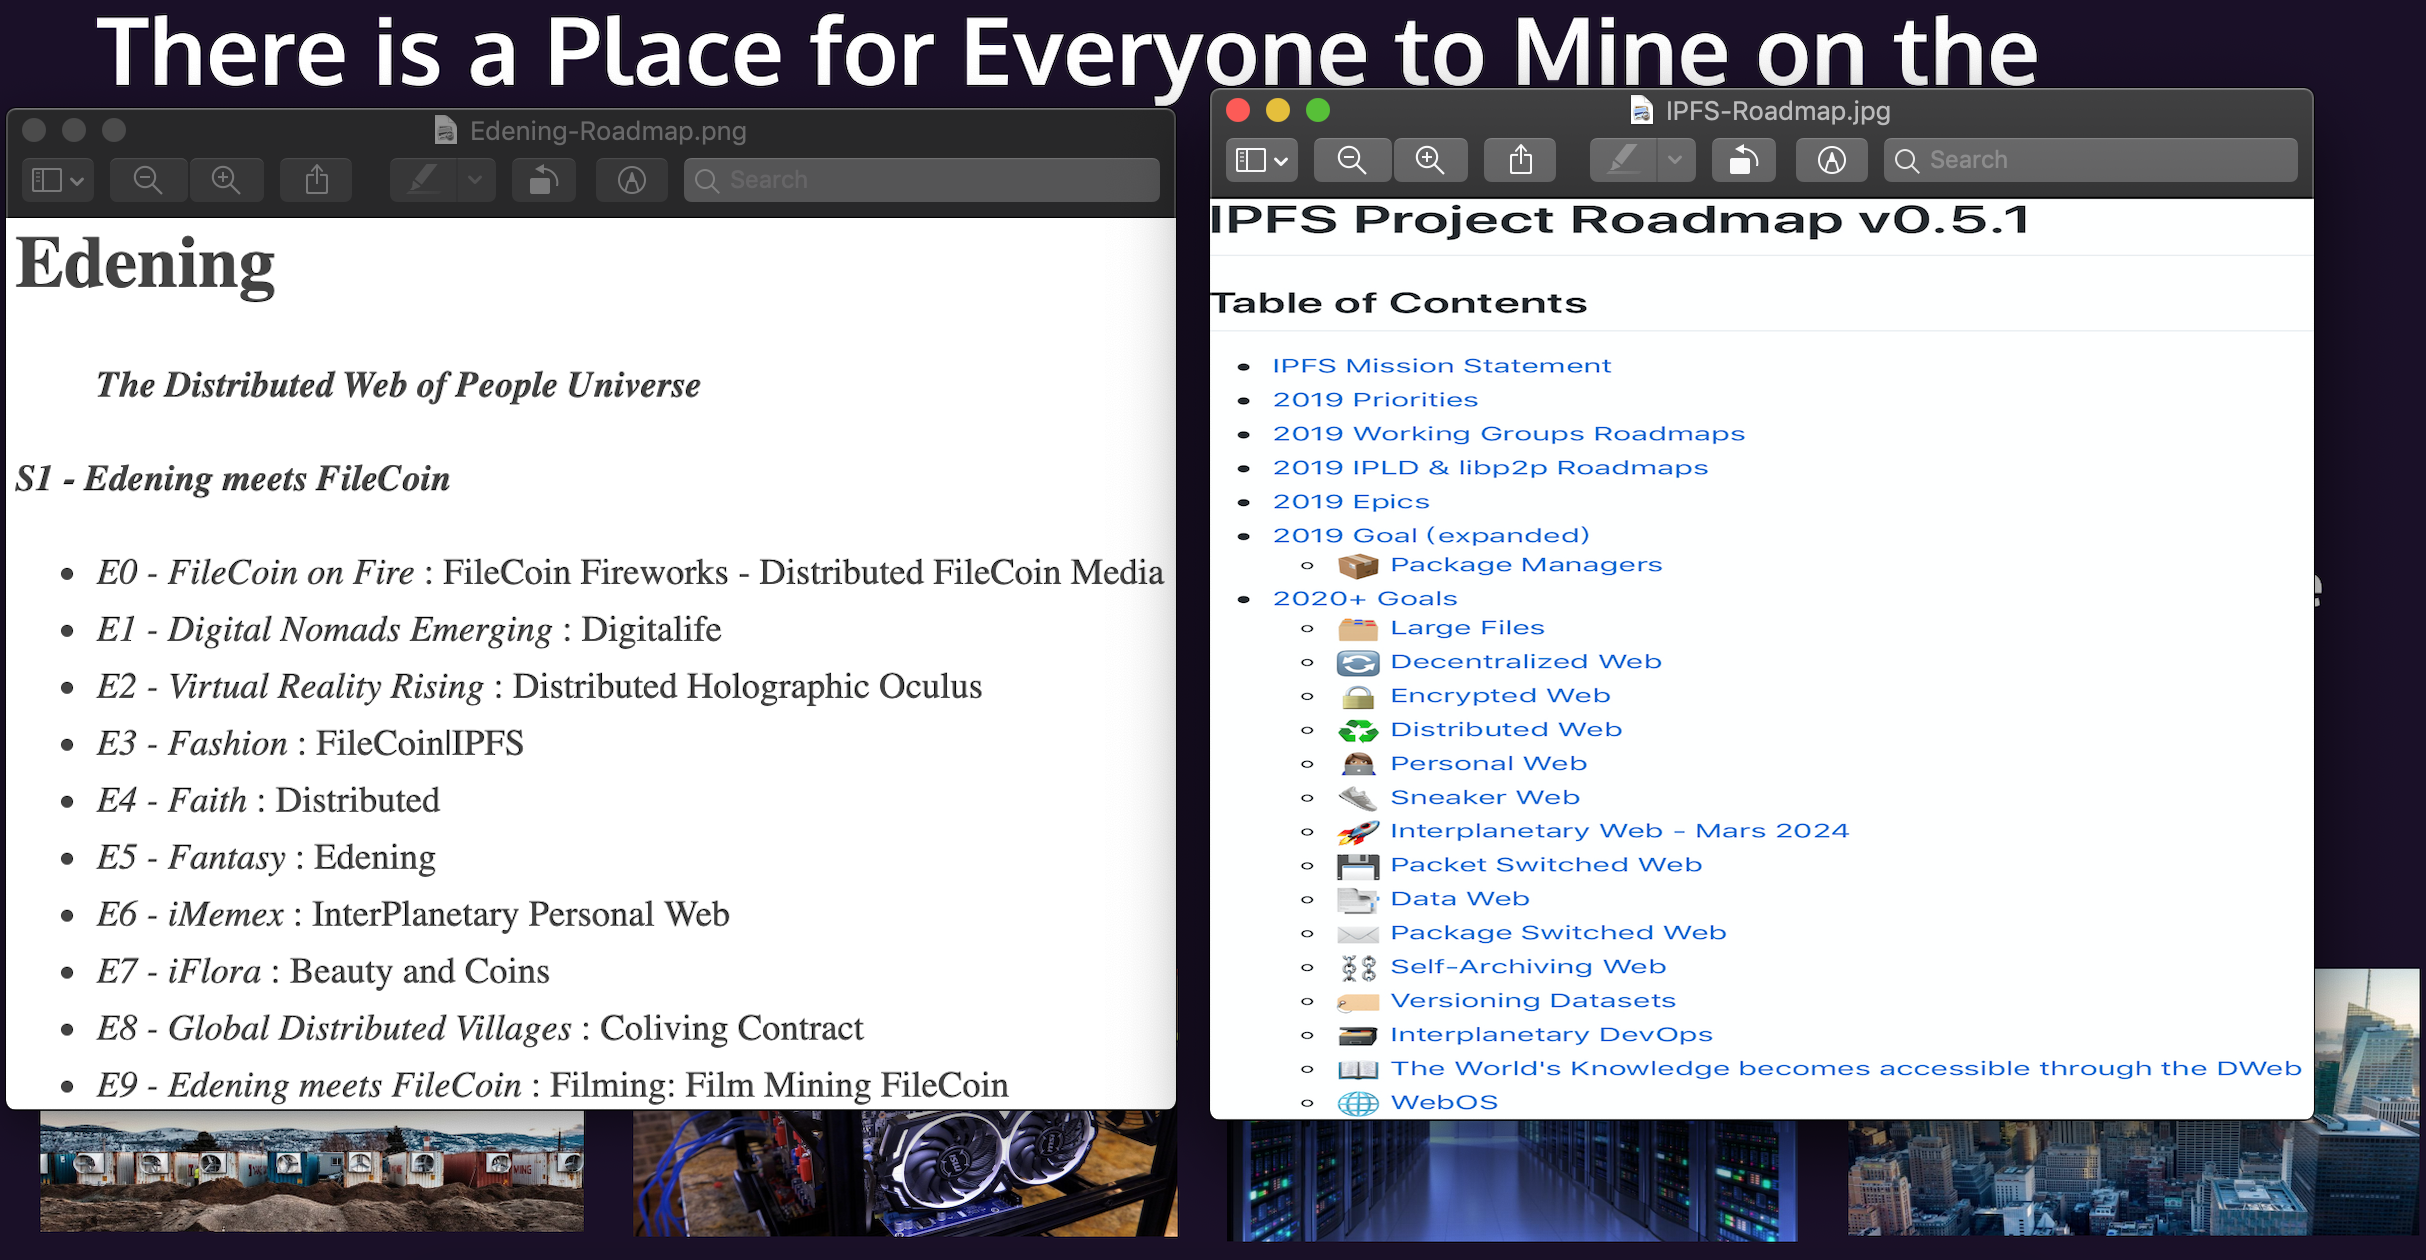 There is a Place for Everyone to Mine on the
Edening-Roadmap.png
Search
Edening
The Distributed Web of People Universe
S1 - Edening meets FileCoin
E0 - FileCoin on Fire : FileCoin Fireworks - Distributed FileCoin Media
E1 - Digital Nomads Emerging : Digitalife
E2 - Virtual Reality Rising : Distributed Holographic Oculus
E3 - Fashion : FileCoin|IPFS
E4 - Faith : Distributed
E5 - Fantasy : Edening
E6 - iMemex : InterPlanetary Personal Web
E7 - iFlora : Beauty and Coins
E8 - Global Distributed Villages : Coliving Contract
E9 - Edening meets FileCoin : Filming: Film Mining FileCoin
IPFS-Roadmap.jpg
Search
IPFS Project Roadmap v0.5.1
Table of Contents
IPFS Mission Statement
2019 Priorities
2019 Working Groups Roadmaps
2019 IPLD & libp2p Roadmaps
2019 Epics
2019 Goal (expanded)
Package Managers
2020+ Goals
Large Files
Decentralized Web
Encrypted Web
Distributed Web
Personal Web
Sneaker Web
Interplanetary Web - Mars 2024
Packet Switched Web
Data Web
Package Switched Web
Self-Archiving Web
Versioning Datasets
Interplanetary DevOps
The World's Knowledge becomes accessible through the DWeb
WebOS